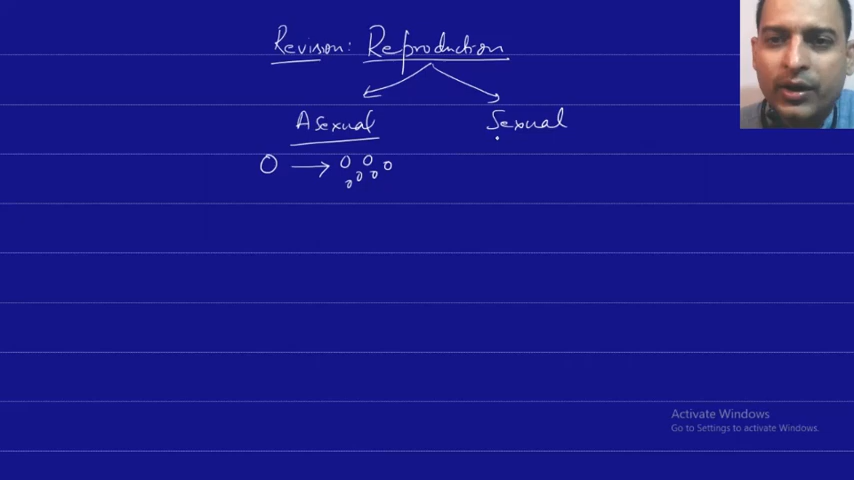 Revision: Reproduction
Asexual Sexual
Activate Windows
Go to Settings to activate Windows.